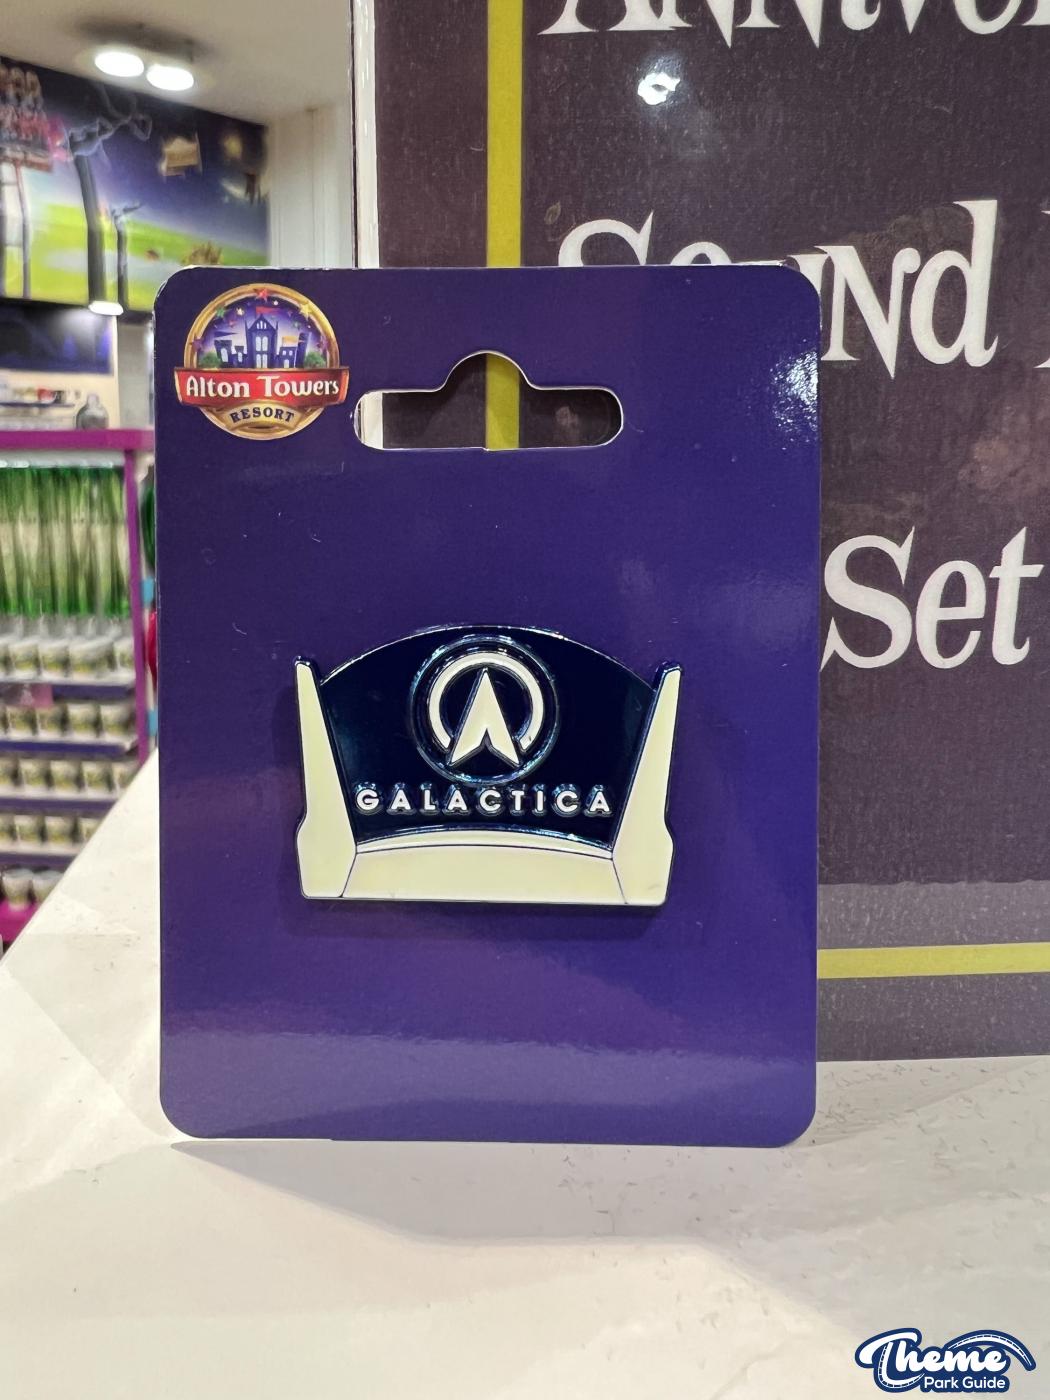 Alton Towers
RESORT
GALACTICA
Set
Theme
Park Guide